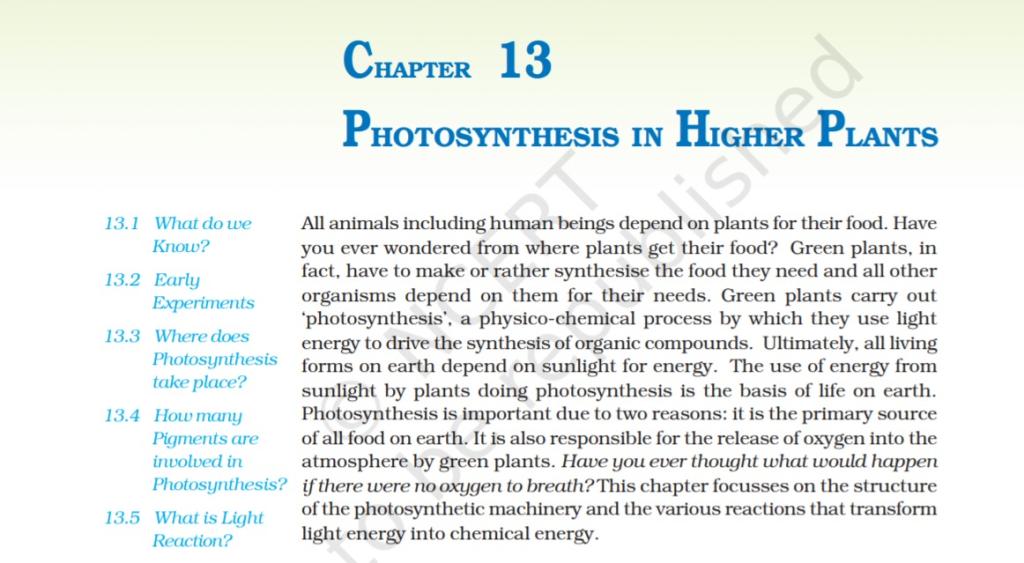 CHAPTER 13
PHOTOSYNTHESIS IN HIGHER PLANTS
13.1 What do we
Know?
13.2 Early
Experiments
13.3 Where does
Photosynthesis
take place?
13.4 How many
Pigments are
involved in
Photosynthesis?
13.5 What is Light
Reaction?
All animals including human beings depend on plants for their food. Have
you ever wondered from where plants get their food? Green plants, in
fact, have to make or rather synthesise the food they need and all other
organisms depend on them for their needs. Green plants carry out
‘photosynthesis’, a physico-chemical process by which they use light
energy to drive the synthesis of organic compounds. Ultimately, all living
forms on earth depend on sunlight for energy. The use of energy from
sunlight by plants doing photosynthesis is the basis of life on earth.
Photosynthesis is important due to two reasons: it is the primary source
of all food on earth. It is also responsible for the release of oxygen into the
atmosphere by green plants. Have you ever thought what would happen
if there were no oxygen to breath? This chapter focusses on the structure
of the photosynthetic machinery and the various reactions that transform
light energy into chemical energy.
© NCERT
to be republished